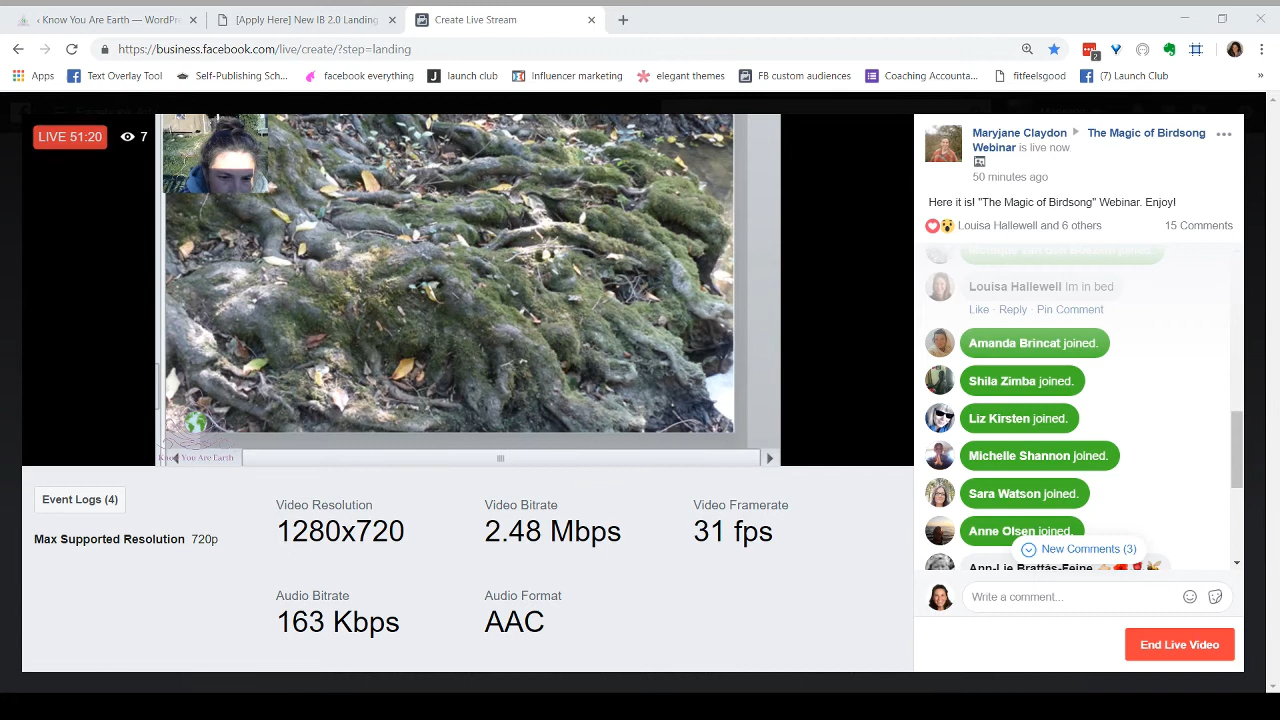 ‹ Know You Are Earth — WordPr
[Apply Here] New IB 2.0 Landing
Create Live Stream
https://business.facebook.com/live/create/?step=landing
2
Apps
Text Overlay Tool
Self-Publishing Sch...
facebook everything
launch club
Influencer marketing
elegant themes
FB custom audiences
Coaching Accounta...
fitfeelsgood
(7) Launch Club
»
LIVE 51:20
7
Know You Are Earth
Event Logs (4)
Max Supported Resolution 720p
Video Resolution
1280x720
Video Bitrate
2.48 Mbps
Video Framerate
31 fps
Audio Bitrate
163 Kbps
Audio Format
AAC
Maryjane Claydon ▶ The Magic of Birdsong
Webinar is live now.
50 minutes ago
Here it is! "The Magic of Birdsong" Webinar. Enjoy!
Louisa Hallewell and 6 others
15 Comments
Louisa Hallewell Im in bed
Like · Reply · Pin Comment
Amanda Brincat joined.
Shila Zimba joined.
Liz Kirsten joined.
Michelle Shannon joined.
Sara Watson joined.
Anne Olsen joined.
New Comments (3)
Ann-Lie Brattås-Feine
Write a comment...
End Live Video